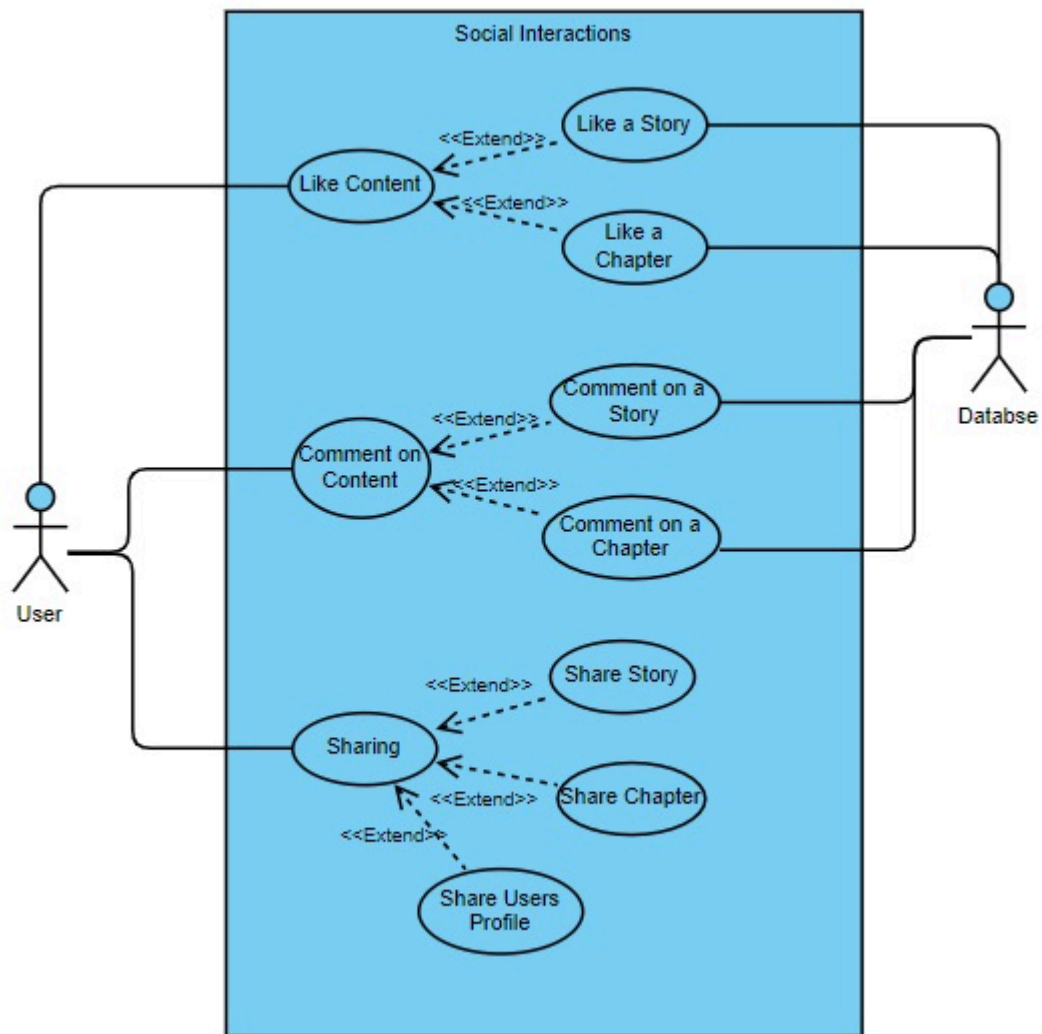 Social Interactions
Like a Story
<<Extend>>
Like Content
<<Extend>>
Like a
Chapter
Comment on a
Story
<<Extend>>
Databse
Comment on
Content
<<Extend>>
Comment on a
Chapter
User
Share Story
<<Extend>>
Sharing
Share Chapter
<<Extend>>
<<Extend>>
Share Users
Profile